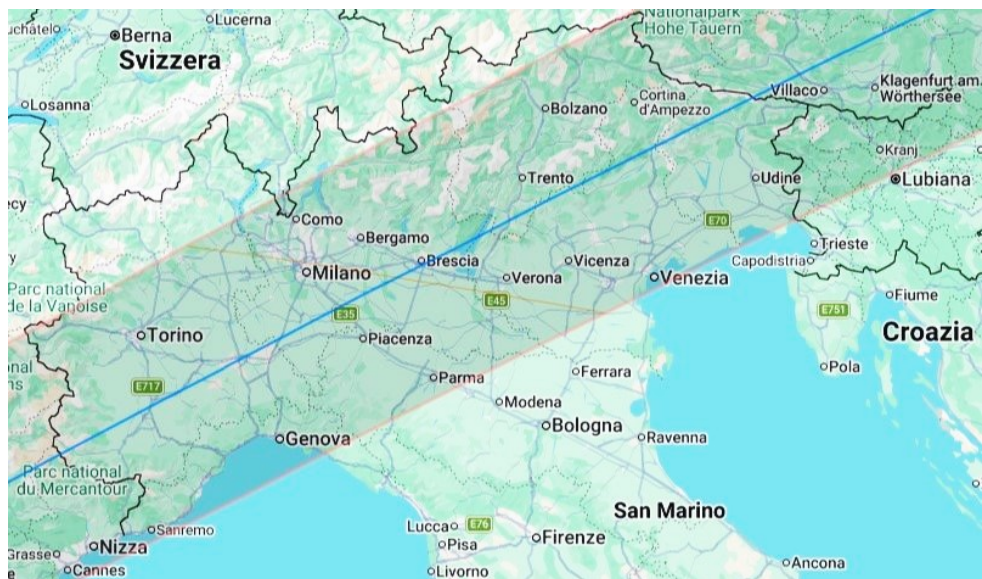 Nationalpark
Hohe Tauern
uchâtel
Lucerna
Berna
Svizzera
Losanna
Bolzano
Cortina
d'Ampezzo
Villaco
Klagenfurt am
Wörthersee
Kranj
Lubiana
Trento
Udine
ecy
Como
Bergamo
Brescia
Milano
Verona
Vicenza
E70
Venezia
Trieste
Capodistria
Fiume
Parc national
de la Vanoise
Torino
E35
E45
Piacenza
E751
Croazia
E717
Parma
Ferrara
Pola
Modena
Bologna
Genova
Ravenna
Parc national
du Mercantour
San Marino
Sanremo
Lucca
E76
Firenze
Pisa
Nizza
Grasse
Cannes
Livorno
Ancona